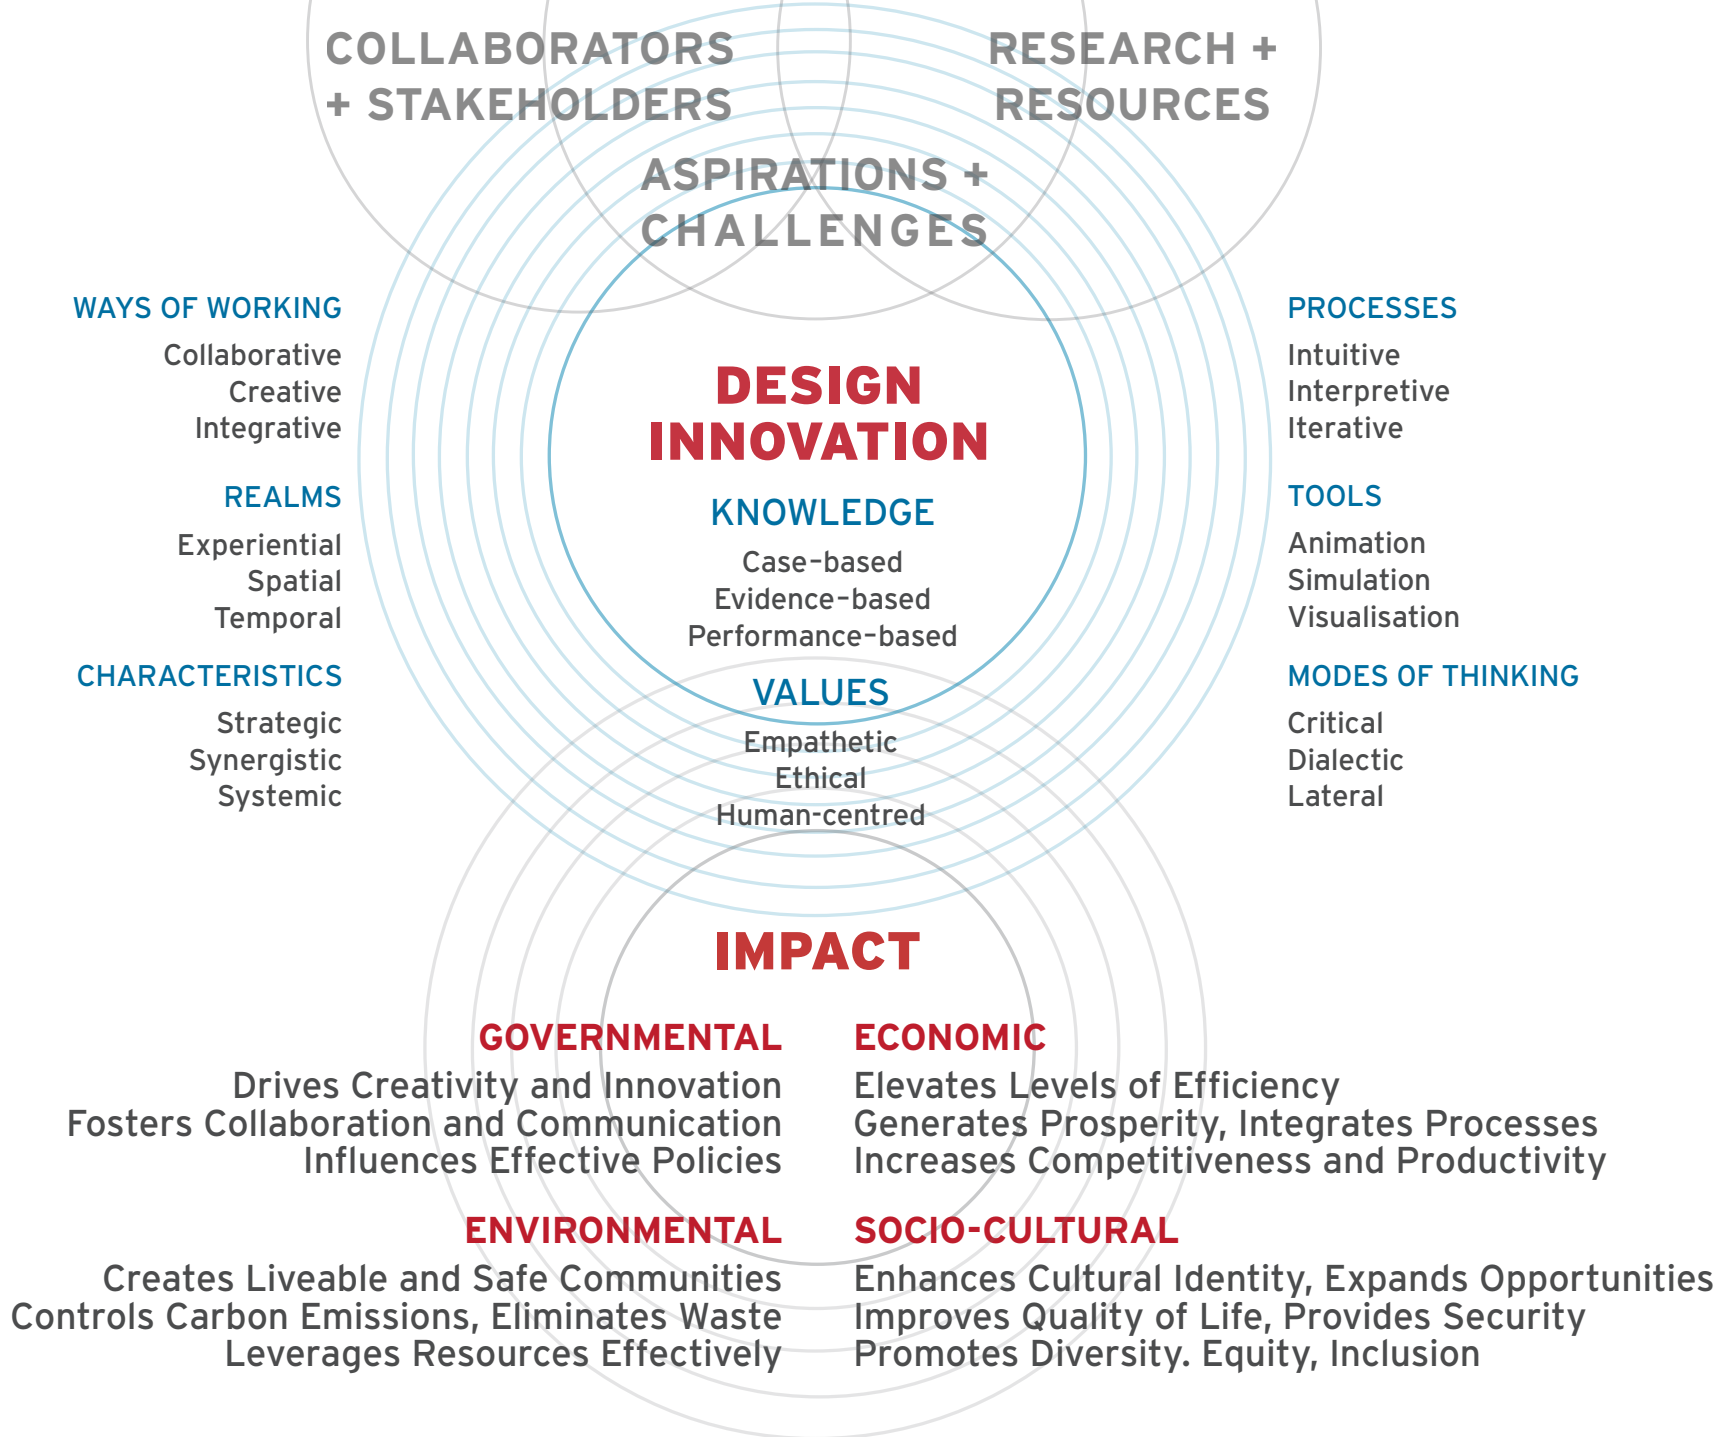 COLLABORATORS
+ STAKEHOLDERS
RESEARCH +
RESOURCES
ASPIRATIONS +
CHALLENGES
WAYS OF WORKING
Collaborative
Creative
Integrative
REALMS
Experiential
Spatial
Temporal
CHARACTERISTICS
Strategic
Synergistic
Systemic
DESIGN
INNOVATION
KNOWLEDGE
Case-based
Evidence-based
Performance-based
VALUES
Empathetic
Ethical
Human-centred
PROCESSES
Intuitive
Interpretive
Iterative
TOOLS
Animation
Simulation
Visualisation
MODES OF THINKING
Critical
Dialectic
Lateral
IMPACT
GOVERNMENTAL
Drives Creativity and Innovation
Fosters Collaboration and Communication
Influences Effective Policies
ECONOMIC
Elevates Levels of Efficiency
Generates Prosperity, Integrates Processes
Increases Competitiveness and Productivity
ENVIRONMENTAL
Creates Liveable and Safe Communities
Controls Carbon Emissions, Eliminates Waste
Leverages Resources Effectively
SOCIO-CULTURAL
Enhances Cultural Identity, Expands Opportunities
Improves Quality of Life, Provides Security
Promotes Diversity. Equity, Inclusion